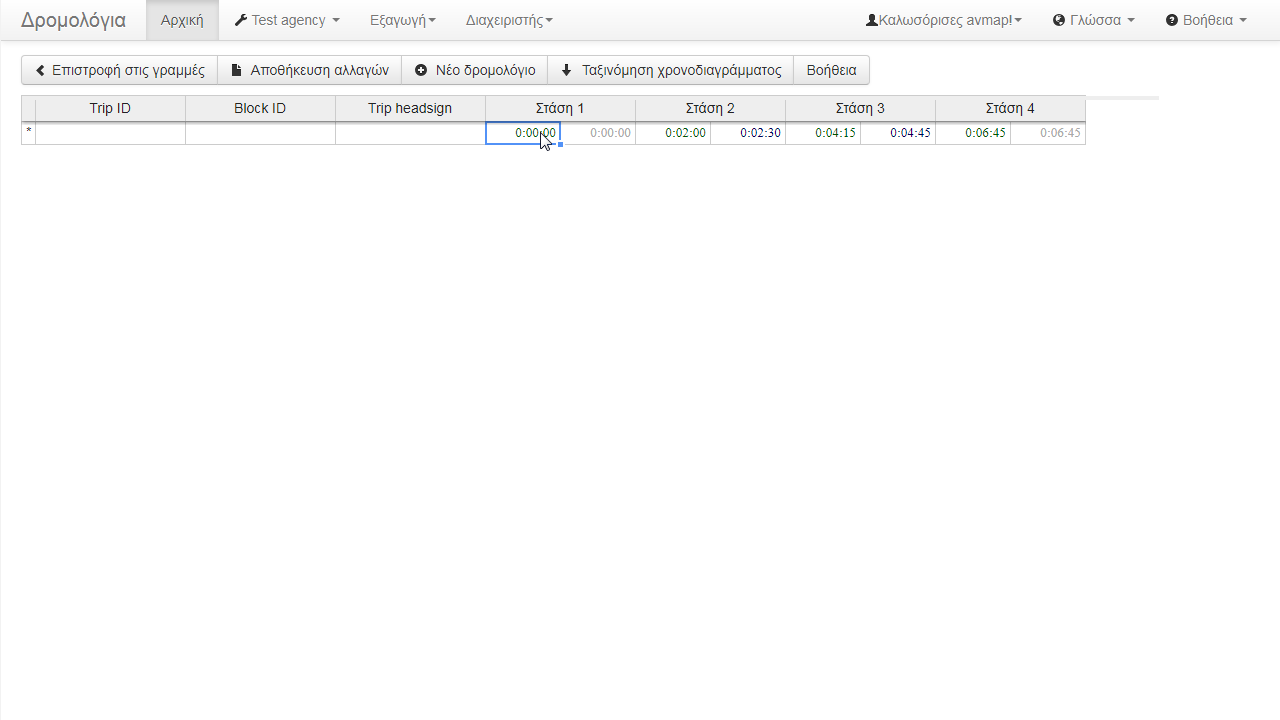 Δρομολόγια Αρχική Test agency Εξαγωγή Διαχειριστής Καλωσόρισες avmap! Γλώσσα Βοήθεια
Επιστροφή στις γραμμές Αποθήκευση αλλαγών Νέο δρομολόγιο Ταξινόμηση χρονοδιαγράμματος Βοήθεια
Trip ID Block ID Trip headsign Στάση 1 Στάση 2 Στάση 3 Στάση 4
* 0:00:00 0:00:00 0:02:00 0:02:30 0:04:15 0:04:45 0:06:45 0:06:45